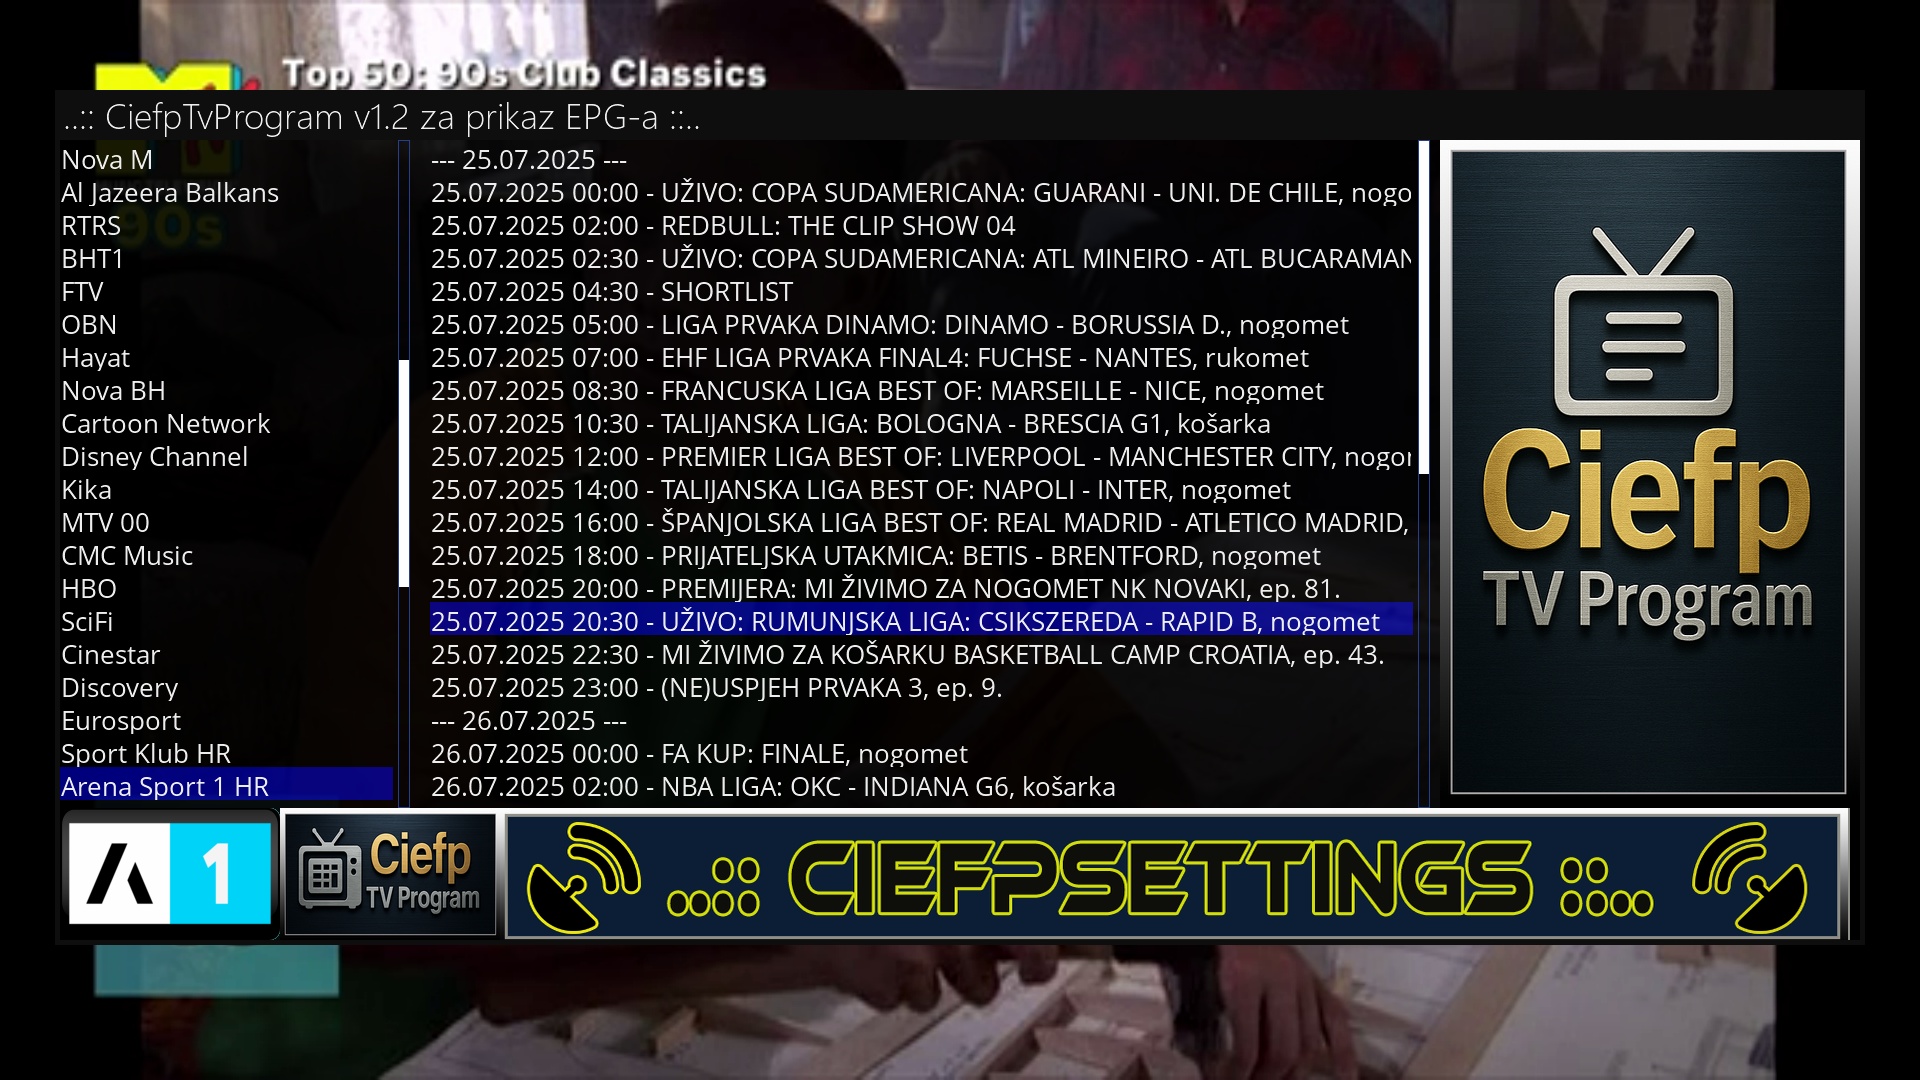 Top 50: 90s Club Classics
..:: CiefpTvProgram v1.2 za prikaz EPG-a ::..
Nova M
Al Jazeera Balkans
RTRS
90s
BHT1
FTV
OBN
Hayat
Nova BH
Cartoon Network
Disney Channel
Kika
MTV 00
CMC Music
HBO
SciFi
Cinestar
Discovery
Eurosport
Sport Klub HR
Arena Sport 1 HR
--- 25.07.2025 ---
25.07.2025 00:00 - UŽIVO: COPA SUDAMERICANA: GUARANI - UNI. DE CHILE, nogo
25.07.2025 02:00 - REDBULL: THE CLIP SHOW 04
25.07.2025 02:30 - UŽIVO: COPA SUDAMERICANA: ATL MINEIRO - ATL BUCARAMAN
25.07.2025 04:30 - SHORTLIST
25.07.2025 05:00 - LIGA PRVAKA DINAMO: DINAMO - BORUSSIA D., nogomet
25.07.2025 07:00 - EHF LIGA PRVAKA FINAL4: FUCHSE - NANTES, rukomet
25.07.2025 08:30 - FRANCUSKA LIGA BEST OF: MARSEILLE - NICE, nogomet
25.07.2025 10:30 - TALIJANSKA LIGA: BOLOGNA - BRESCIA G1, košarka
25.07.2025 12:00 - PREMIER LIGA BEST OF: LIVERPOOL - MANCHESTER CITY, nogor
25.07.2025 14:00 - TALIJANSKA LIGA BEST OF: NAPOLI - INTER, nogomet
25.07.2025 16:00 - ŠPANJOLSKA LIGA BEST OF: REAL MADRID - ATLETICO MADRID,
25.07.2025 18:00 - PRIJATELJSKA UTAKMICA: BETIS - BRENTFORD, nogomet
25.07.2025 20:00 - PREMIJERA: MI ŽIVIMO ZA NOGOMET NK NOVAKI, ep. 81.
25.07.2025 20:30 - UŽIVO: RUMUNJSKA LIGA: CSIKSZEREDA - RAPID B, nogomet
25.07.2025 22:30 - MI ŽIVIMO ZA KOŠARKU BASKETBALL CAMP CROATIA, ep. 43.
25.07.2025 23:00 - (NE)USPJEH PRVAKA 3, ep. 9.
--- 26.07.2025 ---
26.07.2025 00:00 - FA KUP: FINALE, nogomet
26.07.2025 02:00 - NBA LIGA: OKC - INDIANA G6, košarka
Ciefp
TV Program
1
Ciefp
TV Program
CIEFPSETTINGS